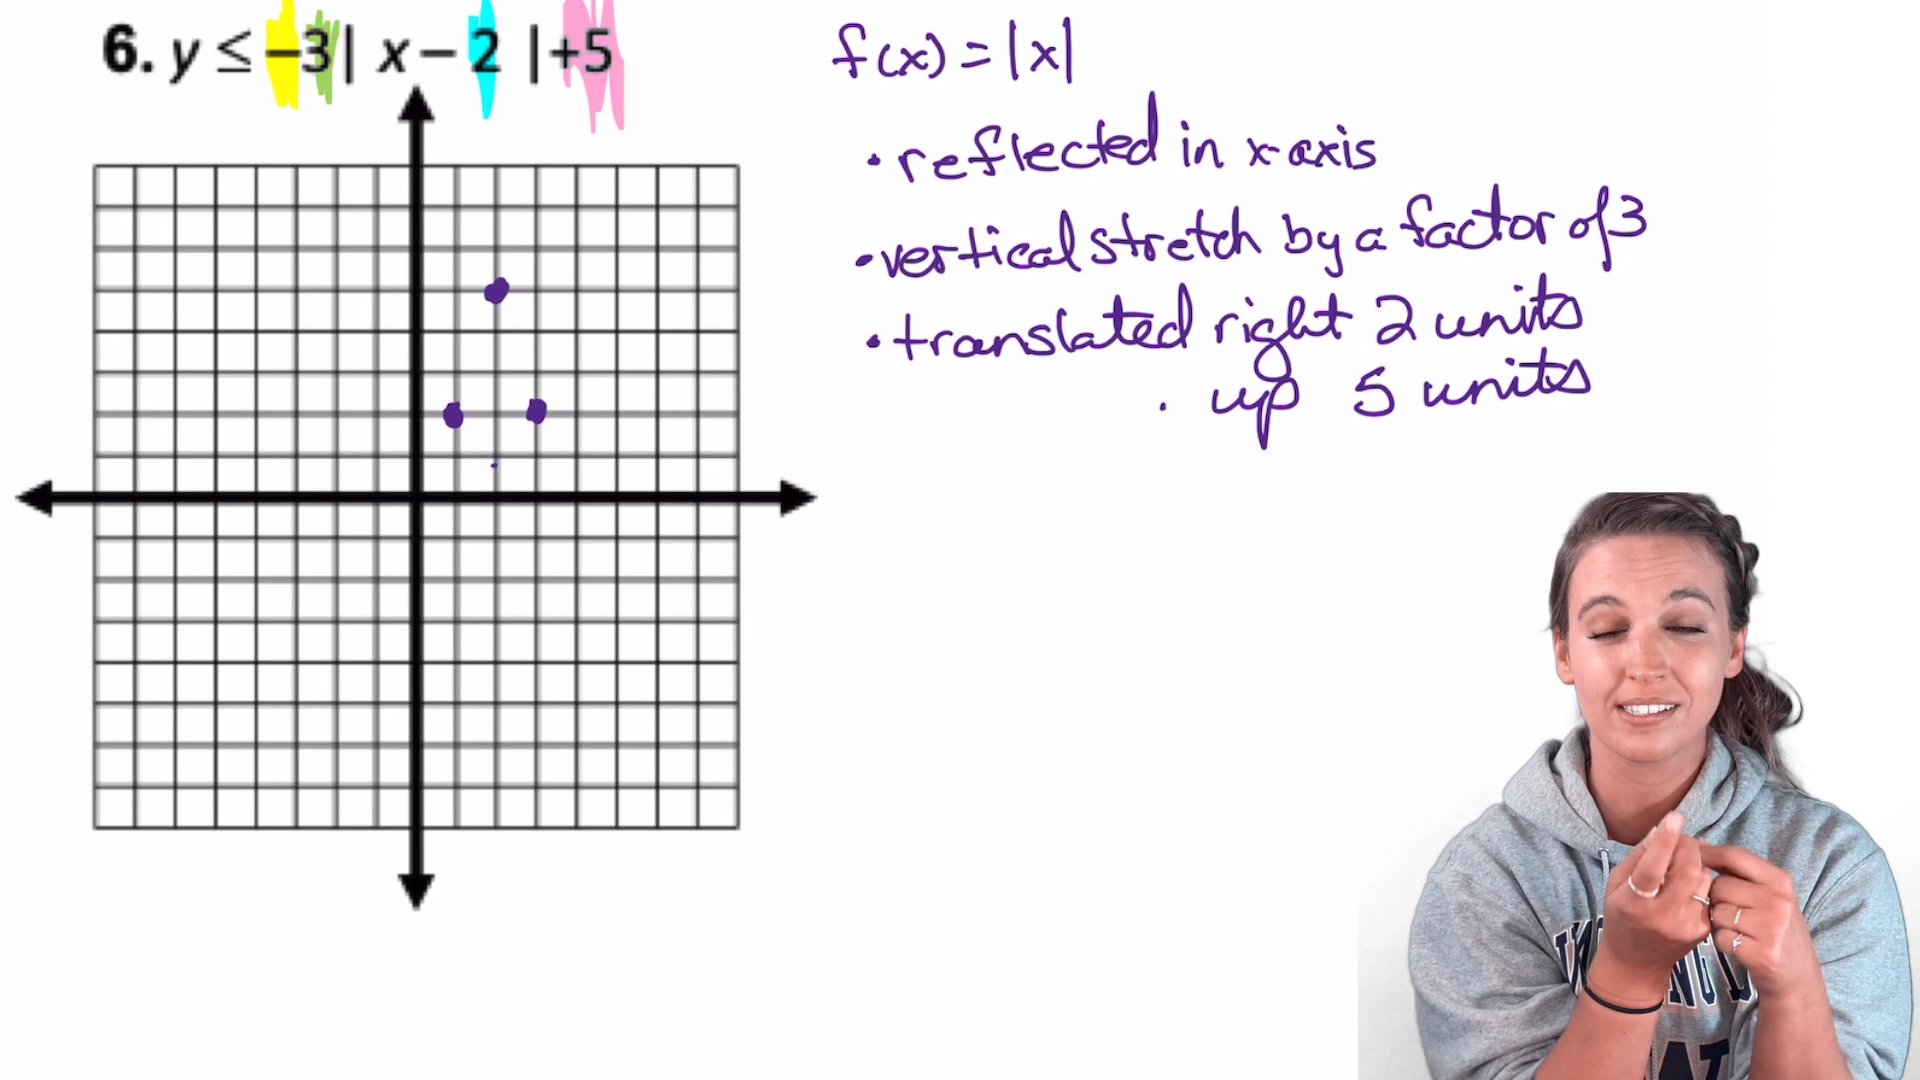 6. y ≤ −3| x − 2 |+5
f(x) = |x|
• reflected in x-axis
• vertical stretch by a factor of 3
• translated right 2 units
• up 5 units